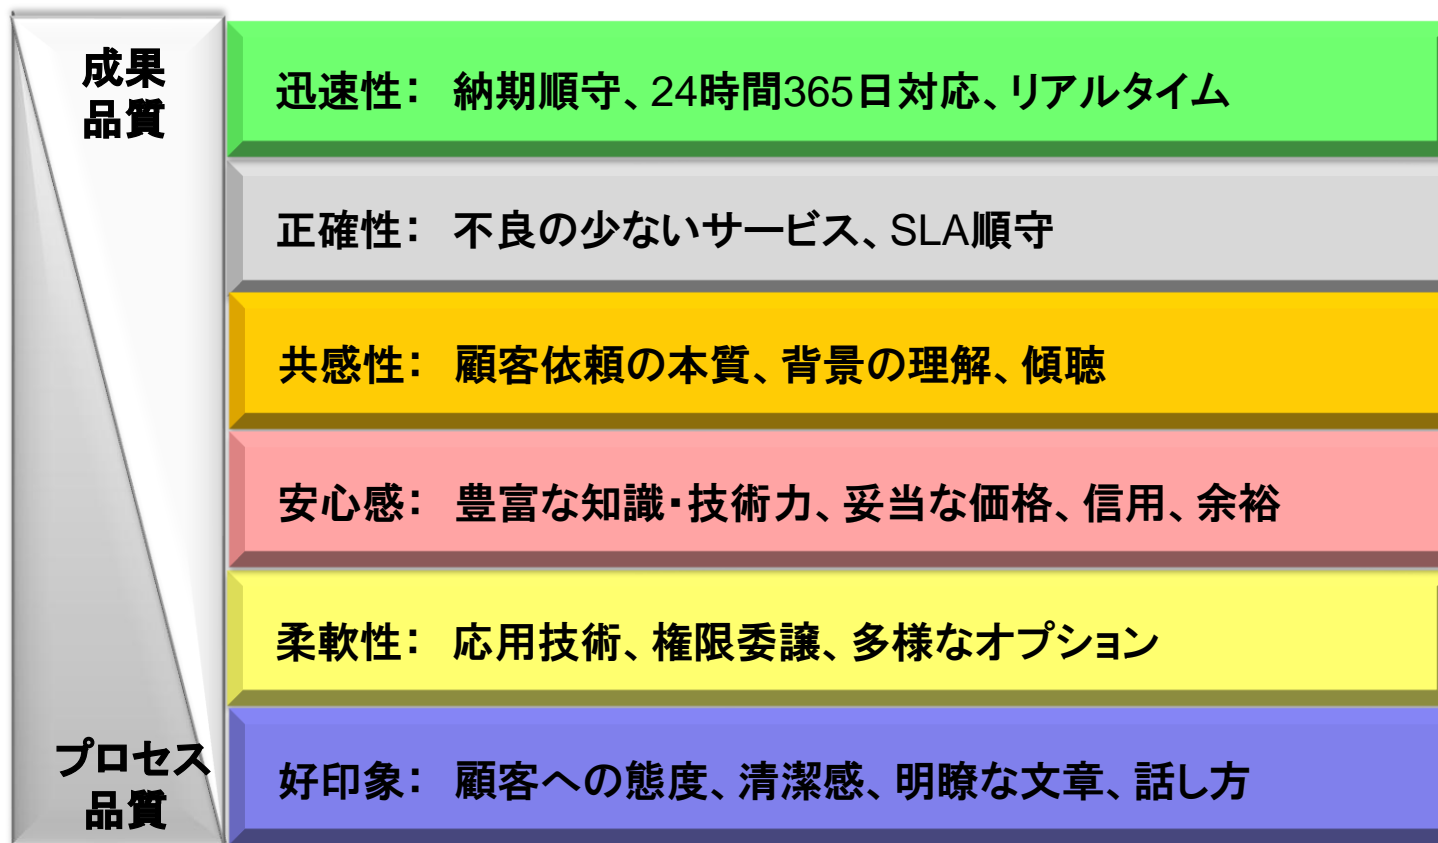 成果
品質
迅速性： 納期順守、24時間365日対応、リアルタイム
正確性： 不良の少ないサービス、SLA順守
共感性： 顧客依頼の本質、背景の理解、傾聴
安心感： 豊富な知識・技術力、妥当な価格、信用、余裕
柔軟性： 応用技術、権限委譲、多様なオプション
プロセス
品質
好印象： 顧客への態度、清潔感、明瞭な文章、話し方